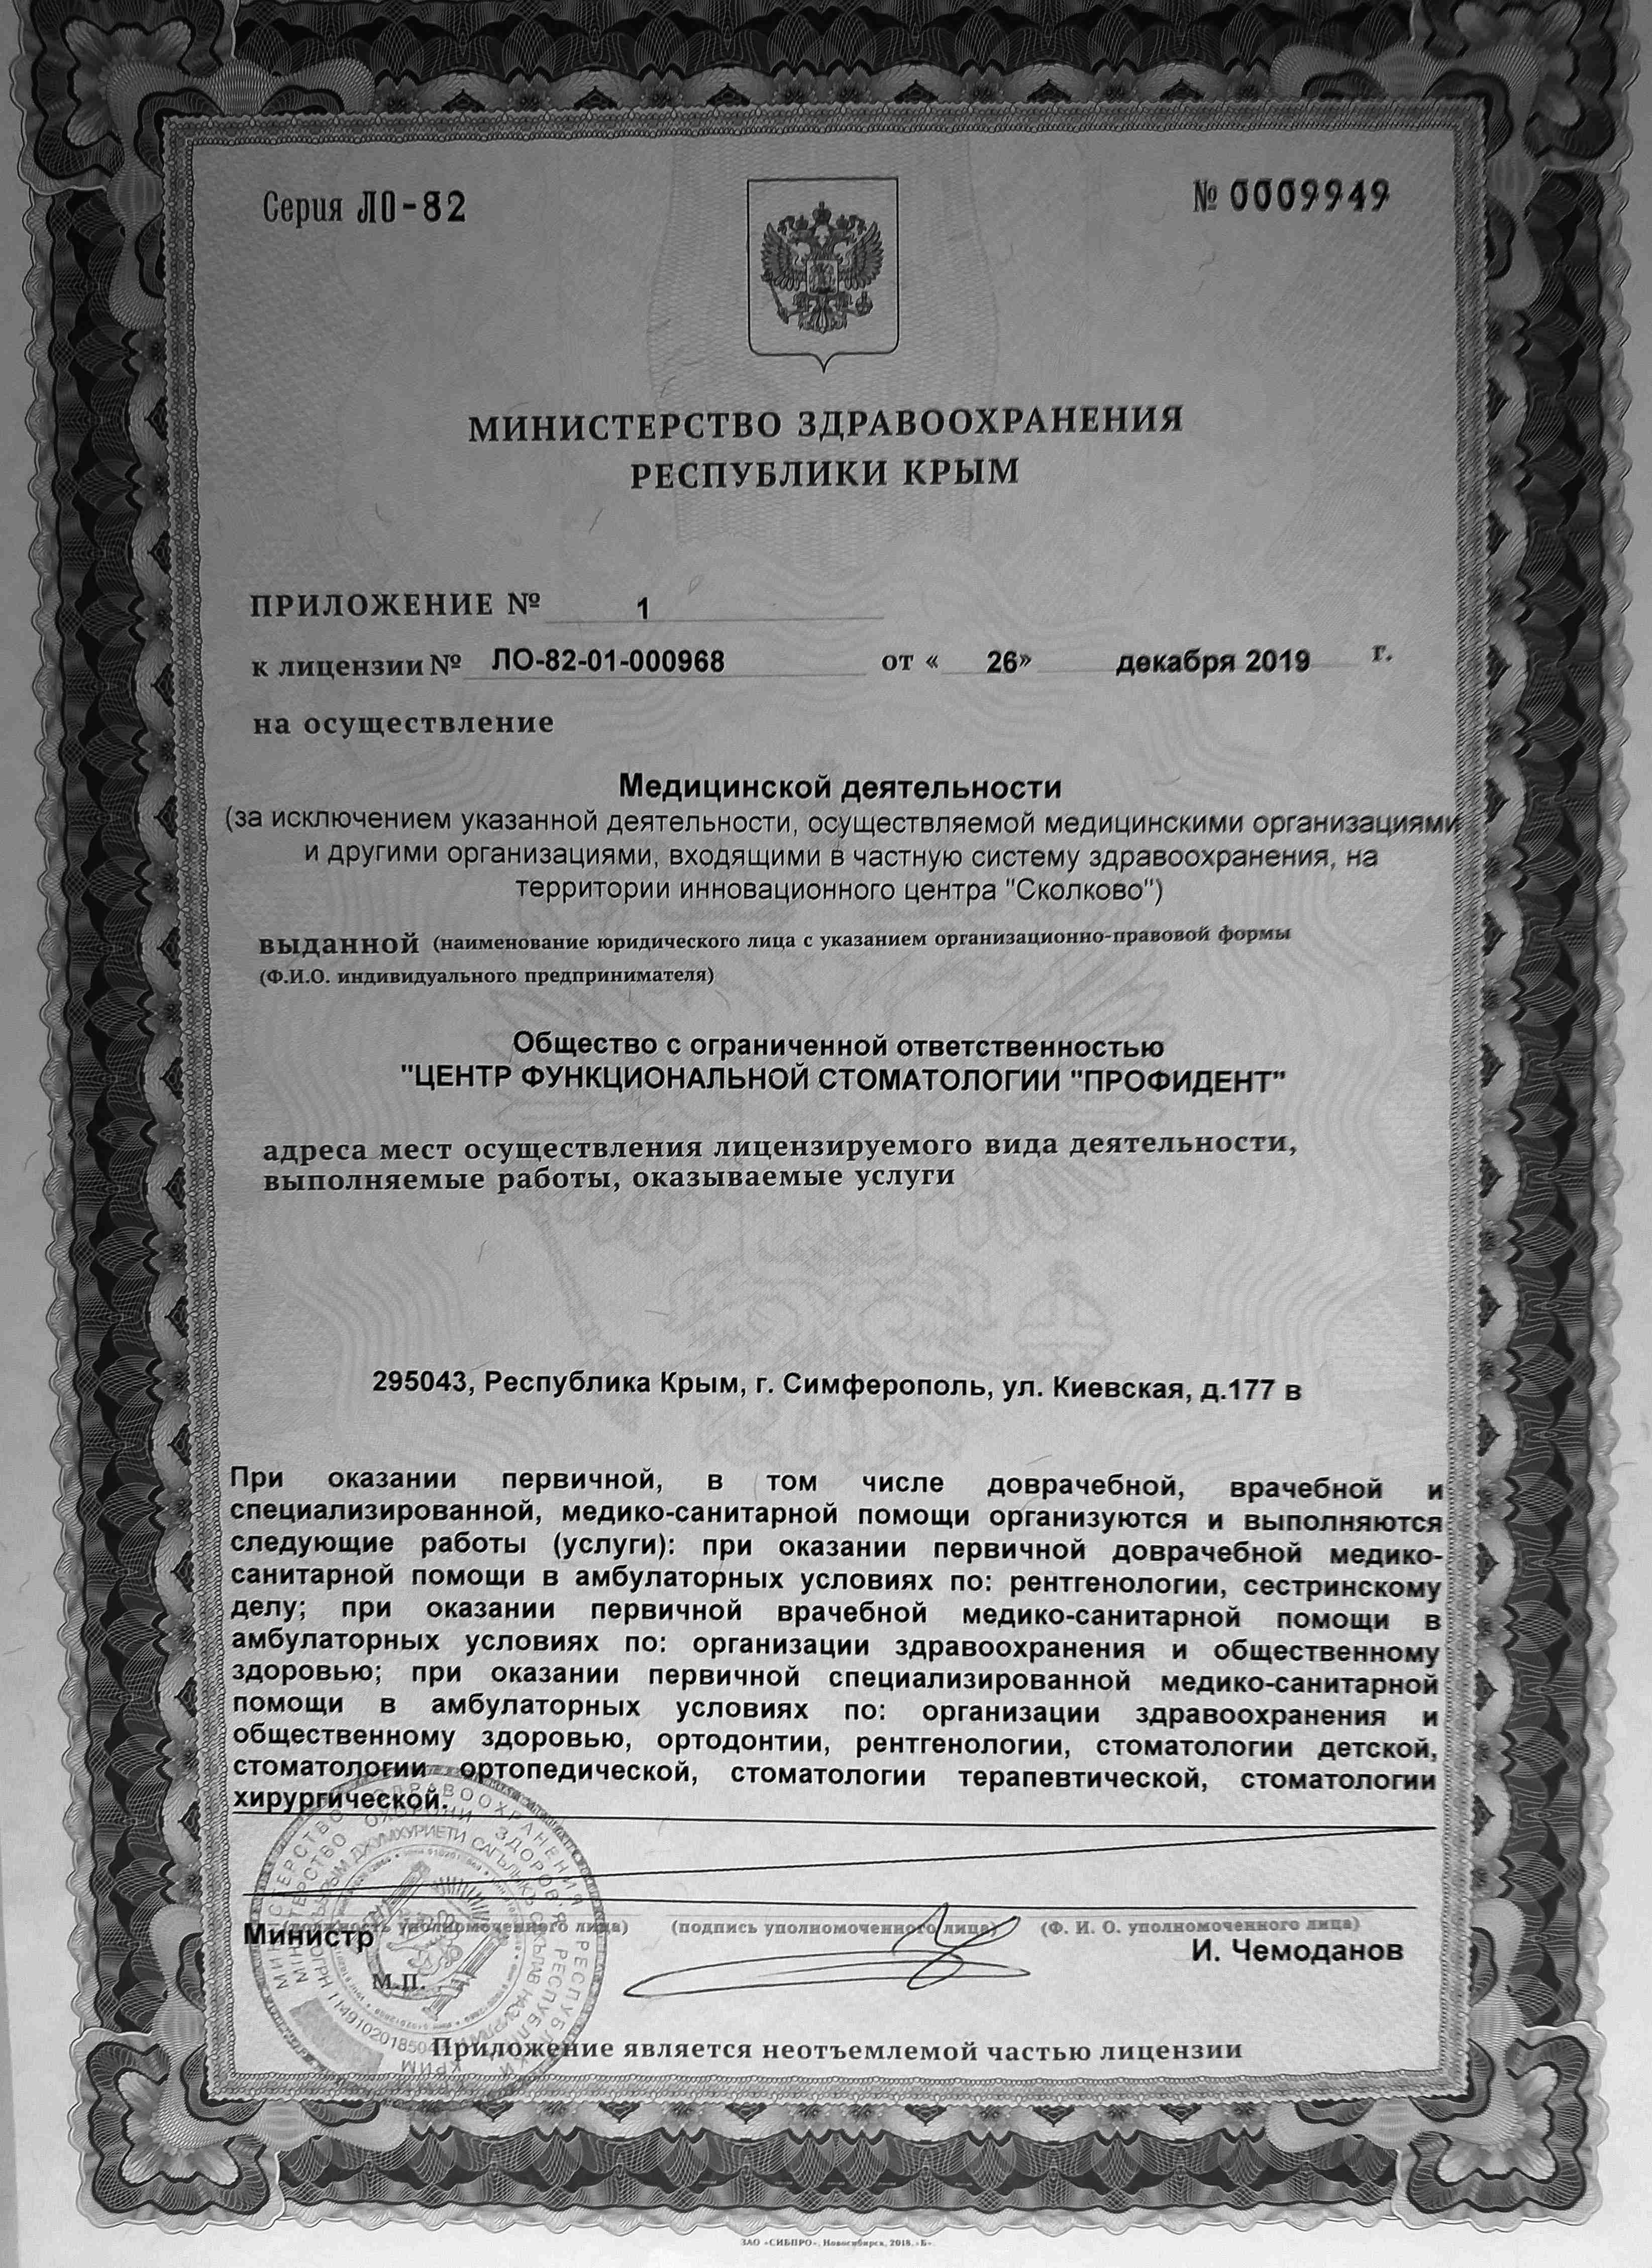 Серия ЛО-82
№ 0009949
МИНИСТЕРСТВО ЗДРАВООХРАНЕНИЯ
РЕСПУБЛИКИ КРЫМ
ПРИЛОЖЕНИЕ № 1
к лицензии № ЛО-82-01-000968 от « 26» декабря 2019 г.
на осуществление
Медицинской деятельности
(за исключением указанной деятельности, осуществляемой медицинскими организациями
и другими организациями, входящими в частную систему здравоохранения, на
территории инновационного центра "Сколково")
выданной (наименование юридического лица с указанием организационно-правовой формы
(Ф.И.О. индивидуального предпринимателя)
Общество с ограниченной ответственностью
"ЦЕНТР ФУНКЦИОНАЛЬНОЙ СТОМАТОЛОГИИ "ПРОФИДЕНТ"
адреса мест осуществления лицензируемого вида деятельности,
выполняемые работы, оказываемые услуги
295043, Республика Крым, г. Симферополь, ул. Киевская, д.177 в
При оказании первичной, в том числе доврачебной, врачебной и
специализированной, медико-санитарной помощи организуются и выполняются
следующие работы (услуги): при оказании первичной доврачебной медико-
санитарной помощи в амбулаторных условиях по: рентгенологии, сестринскому
делу; при оказании первичной врачебной медико-санитарной помощи в
амбулаторных условиях по: организации здравоохранения и общественному
здоровью; при оказании первичной специализированной медико-санитарной
помощи в амбулаторных условиях по: организации здравоохранения и
общественному здоровью, ортодонтии, рентгенологии, стоматологии детской,
стоматологии ортопедической, стоматологии терапевтической, стоматологии
хирургической.
(должность уполномоченного лица) (подпись уполномоченного лица) (Ф. И. О. уполномоченного лица)
Министр
И. Чемоданов
М.П.
Приложение является неотъемлемой частью лицензии
ЗАО «СИБПРО», Новосибирск, 2018, «Б».